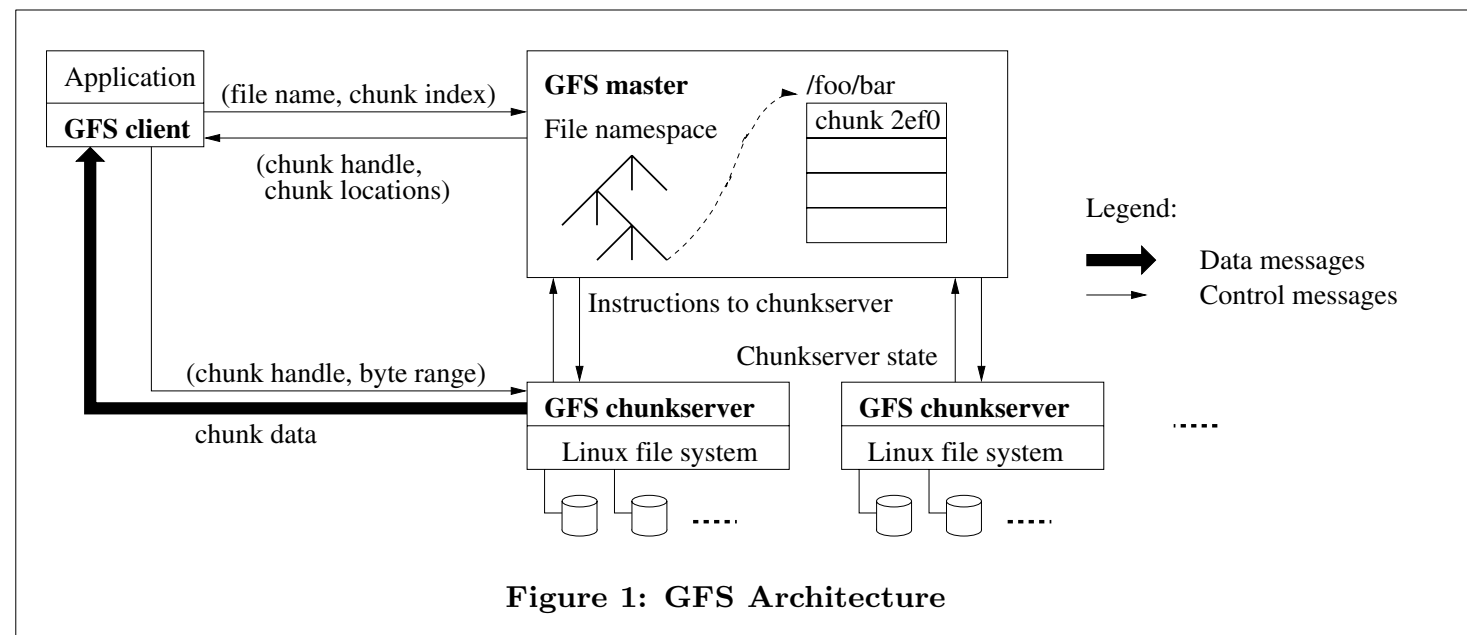 Application
GFS client
(file name, chunk index)
(chunk handle,
chunk locations)
GFS master
File namespace
/foo/bar
chunk 2ef0
Legend:
Data messages
Control messages
Instructions to chunkserver
Chunkserver state
(chunk handle, byte range)
chunk data
GFS chunkserver
Linux file system
GFS chunkserver
Linux file system
Figure 1: GFS Architecture